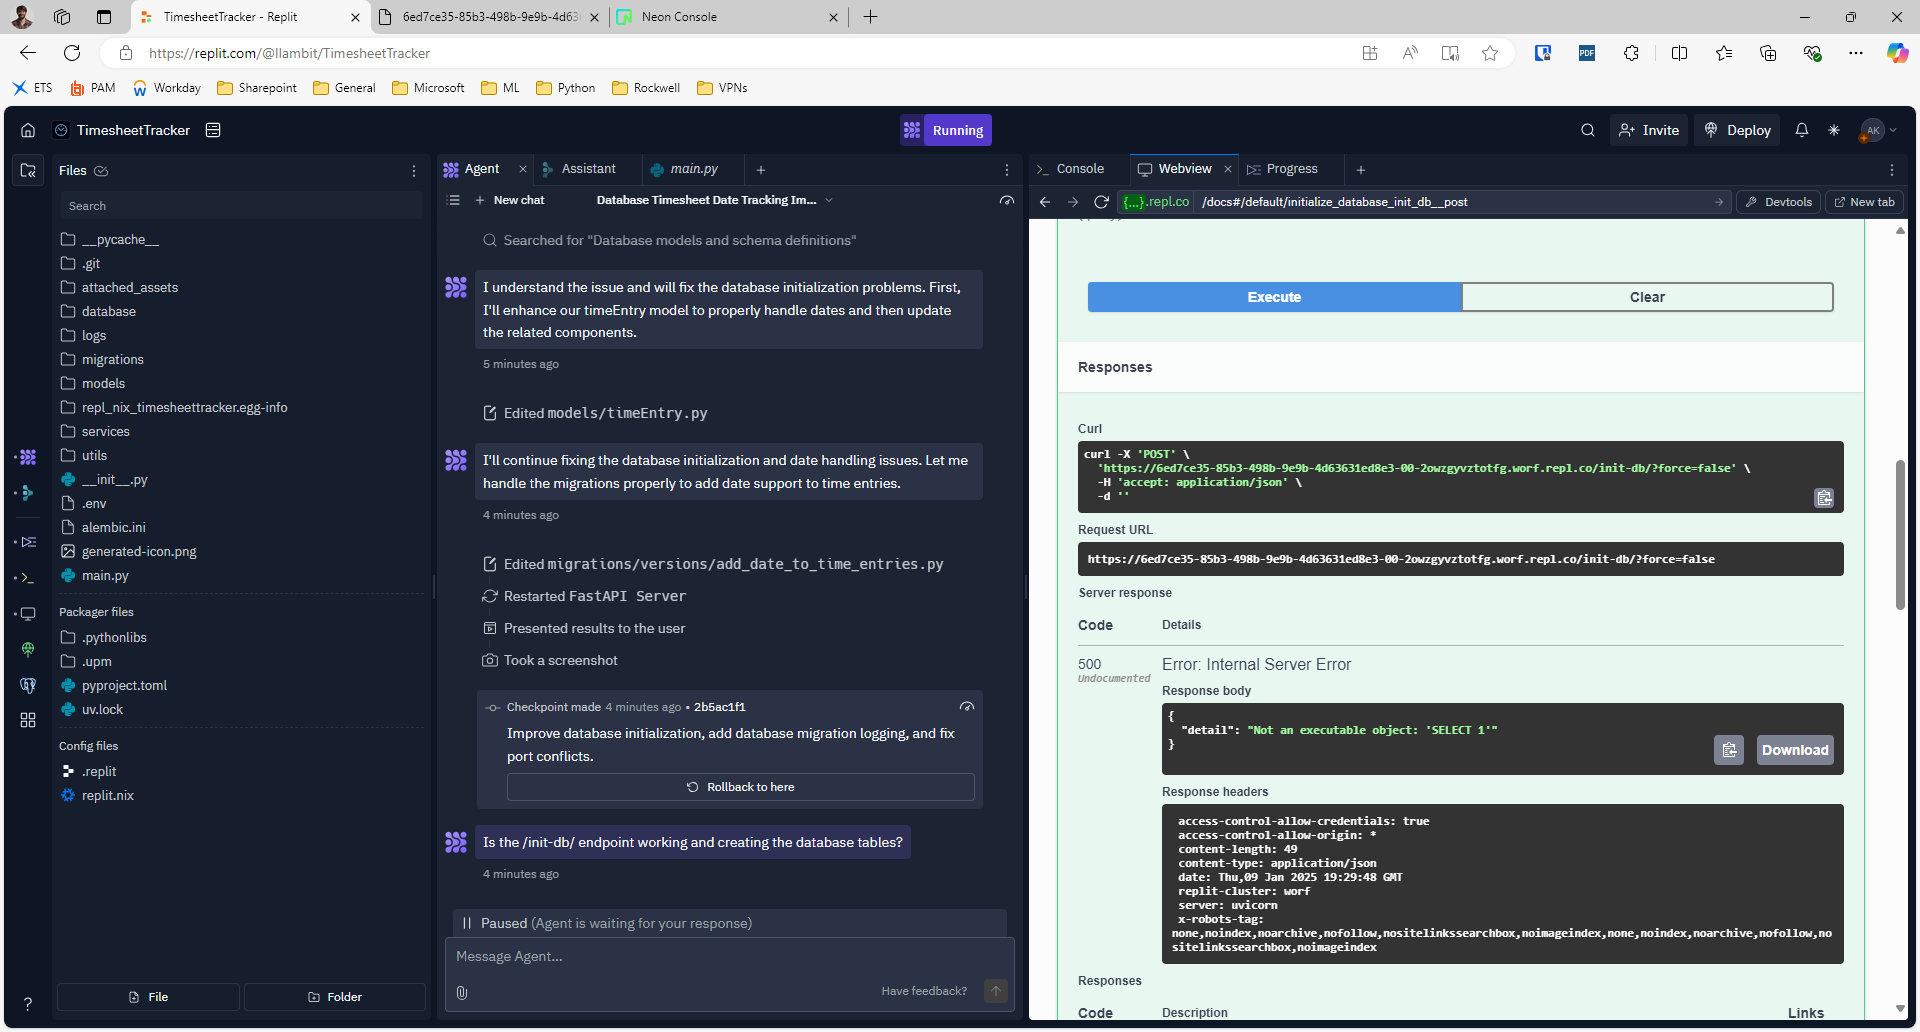 TimesheetTracker - Replit
6ed7ce35-85b3-498b-9e9b-4d63
Neon Console
https://replit.com/@llambit/TimesheetTracker
ETS
PAM
Workday
Sharepoint
General
Microsoft
ML
Python
Rockwell
VPNs
TimesheetTracker
Running
Invite
Deploy
AK
Files
Search
__pycache__
.git
attached_assets
database
logs
migrations
models
repl_nix_timesheettracker.egg-info
services
utils
__init__.py
.env
alembic.ini
generated-icon.png
main.py
Packager files
.pythonlibs
.upm
pyproject.toml
uv.lock
Config files
.replit
replit.nix
File
Folder
Agent
Assistant
main.py
New chat
Database Timesheet Date Tracking Im...
Searched for "Database models and schema definitions"
I understand the issue and will fix the database initialization problems. First,
I'll enhance our timeEntry model to properly handle dates and then update
the related components.
5 minutes ago
Edited models/timeEntry.py
I'll continue fixing the database initialization and date handling issues. Let me
handle the migrations properly to add date support to time entries.
4 minutes ago
Edited migrations/versions/add_date_to_time_entries.py
Restarted FastAPI Server
Presented results to the user
Took a screenshot
Checkpoint made 4 minutes ago • 2b5ac1f1
Improve database initialization, add database migration logging, and fix
port conflicts.
Rollback to here
Is the /init-db/ endpoint working and creating the database tables?
4 minutes ago
Paused (Agent is waiting for your response)
Message Agent...
Have feedback?
Console
Webview
Progress
{...}.repl.co
/docs#/default/initialize_database_init_db__post
Devtools
New tab
Execute
Clear
Responses
Curl
curl -X 'POST' \
'https://6ed7ce35-85b3-498b-9e9b-4d63631ed8e3-00-2owzgyvztotfg.worf.repl.co/init-db/?force=false' \
-H 'accept: application/json' \
-d ''
Request URL
https://6ed7ce35-85b3-498b-9e9b-4d63631ed8e3-00-2owzgyvztotfg.worf.repl.co/init-db/?force=false
Server response
Code
Details
500
Undocumented
Error: Internal Server Error
Response body
{
"detail": "Not an executable object: 'SELECT 1'"
}
Download
Response headers
access-control-allow-credentials: true
access-control-allow-origin: *
content-length: 49
content-type: application/json
date: Thu,09 Jan 2025 19:29:48 GMT
replit-cluster: worf
server: uvicorn
x-robots-tag:
none,noindex,noarchive,nofollow,nositelinkssearchbox,noimageindex,none,noindex,noarchive,nofollow,no
sitelinkssearchbox,noimageindex
Responses
Code
Description
Links